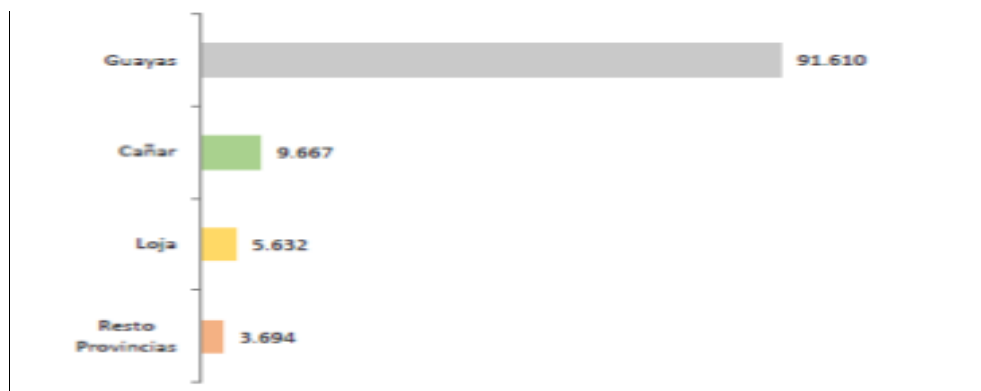 Guayas 91.610
Cañar 9.667
Loja 5.632
Resto
Provincias 3.694